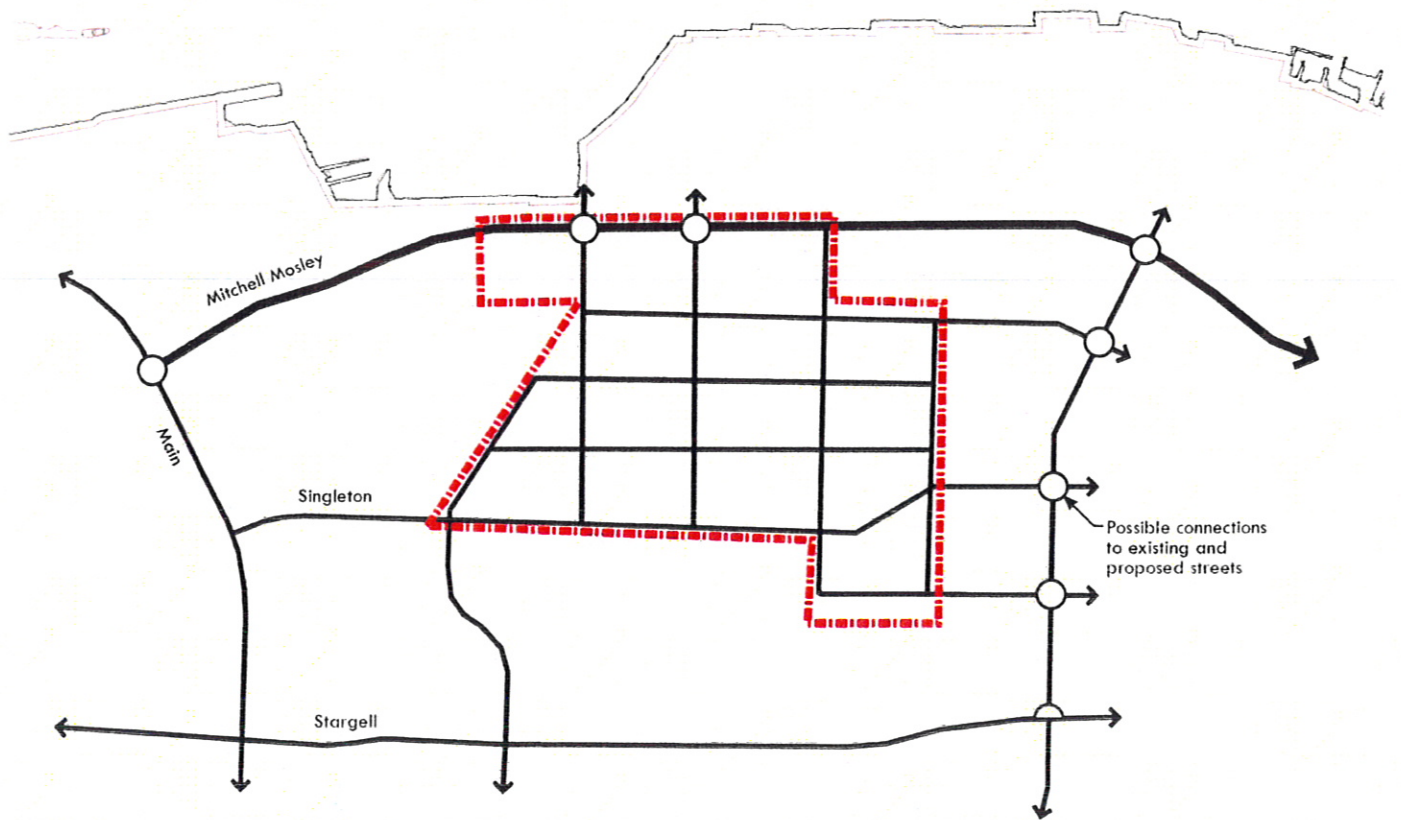 Mitchell Mosley
Main
Singleton
Possible connections
to existing and
proposed streets
Stargell